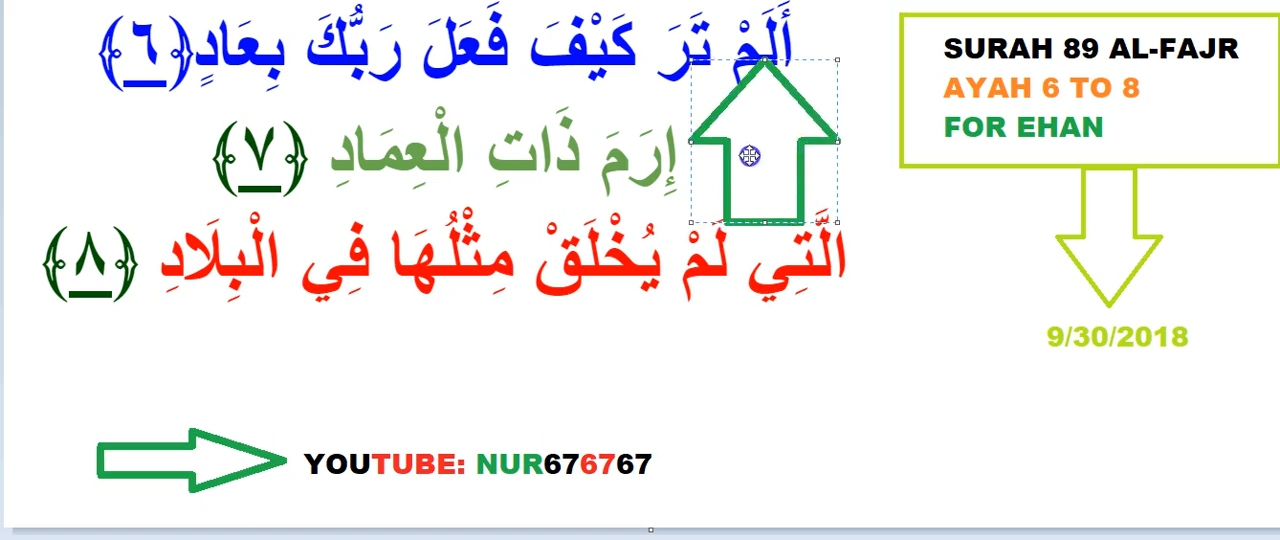 أَلَمْ تَرَ كَيْفَ فَعَلَ رَبُّكَ بِعَادٍ﴿٦﴾
إِرَمَ ذَاتِ الْعِمَادِ ﴿٧﴾
الَّتِي لَمْ يُخْلَقْ مِثْلُهَا فِي الْبِلَادِ ﴿٨﴾
SURAH 89 AL-FAJR
AYAH 6 TO 8
FOR EHAN
9/30/2018
YOUTUBE: NUR676767